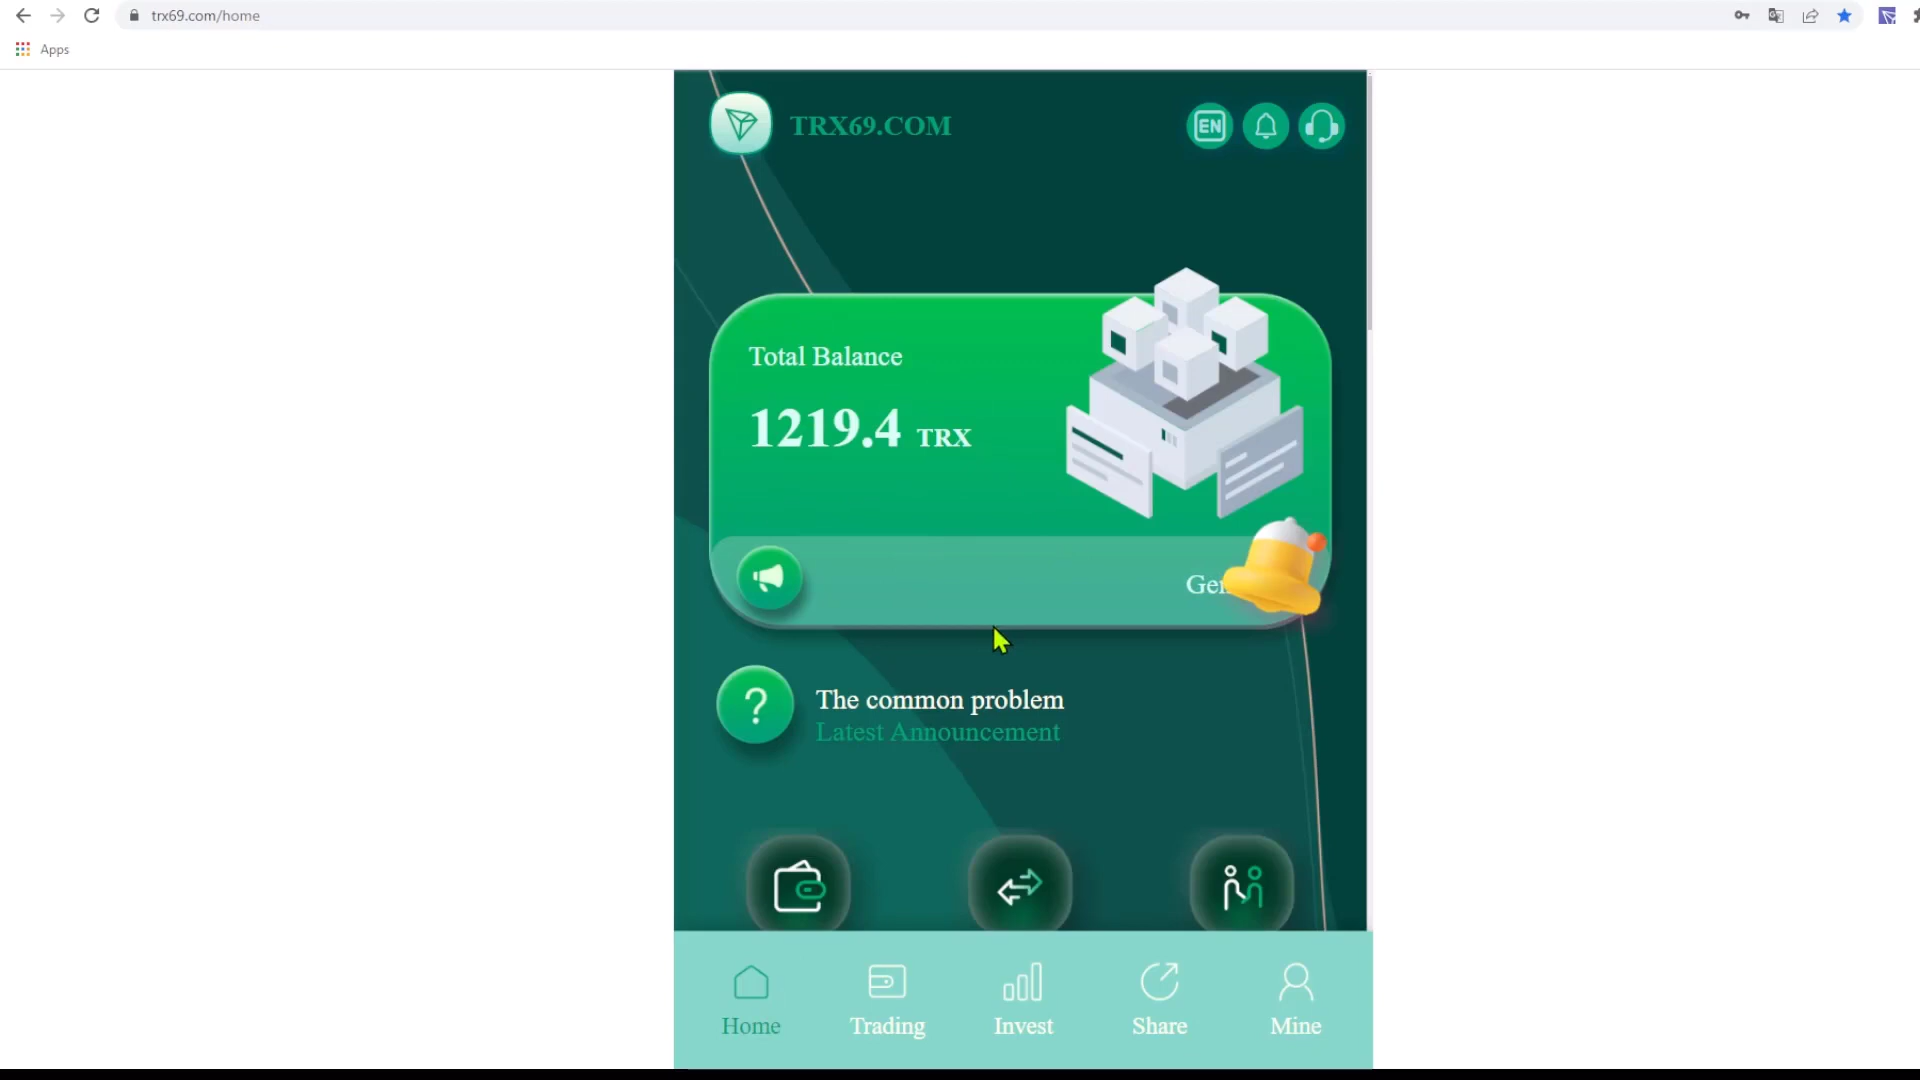 trx69.com/home
Apps
TRX69.COM
EN
Total Balance
1219.4 TRX
The common problem
Latest Announcement
Home
Trading
Invest
Share
Mine